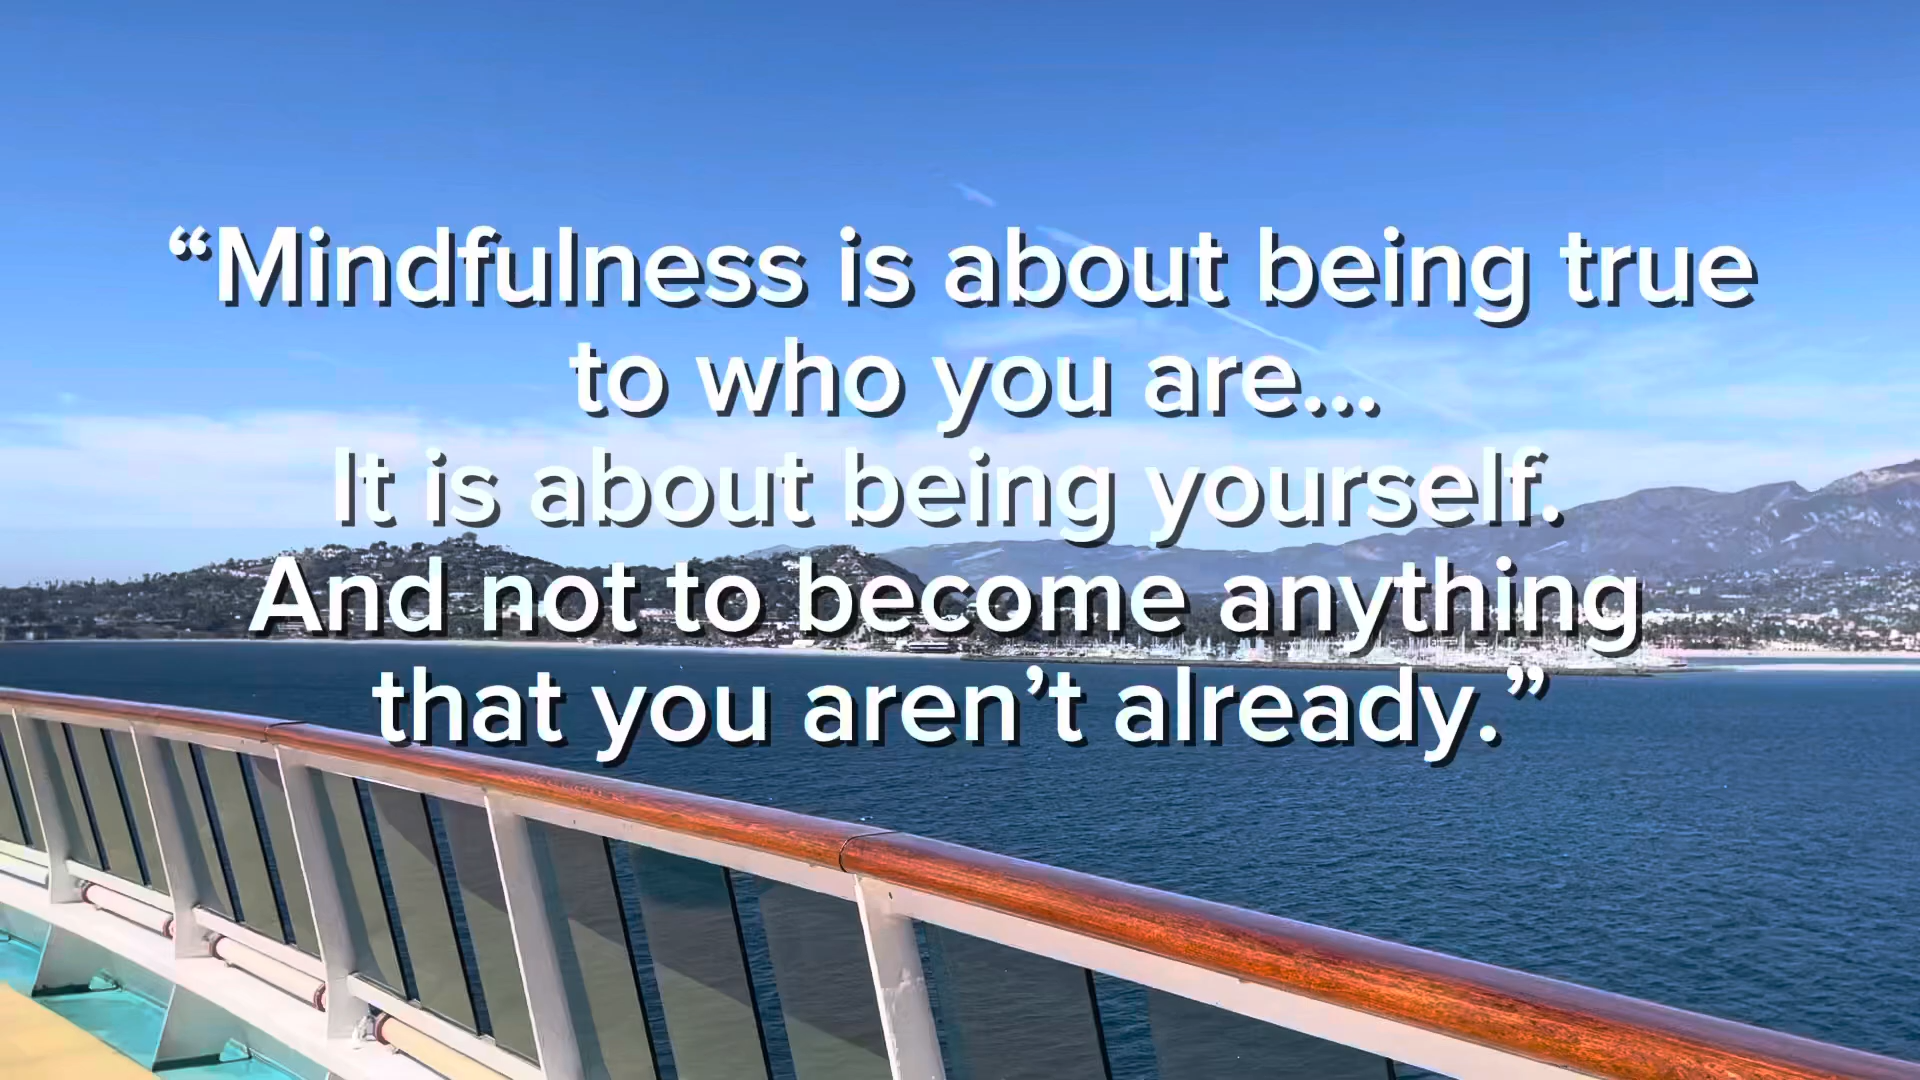 “Mindfulness is about being true
to who you are...
It is about being yourself.
And not to become anything
that you aren’t already.”